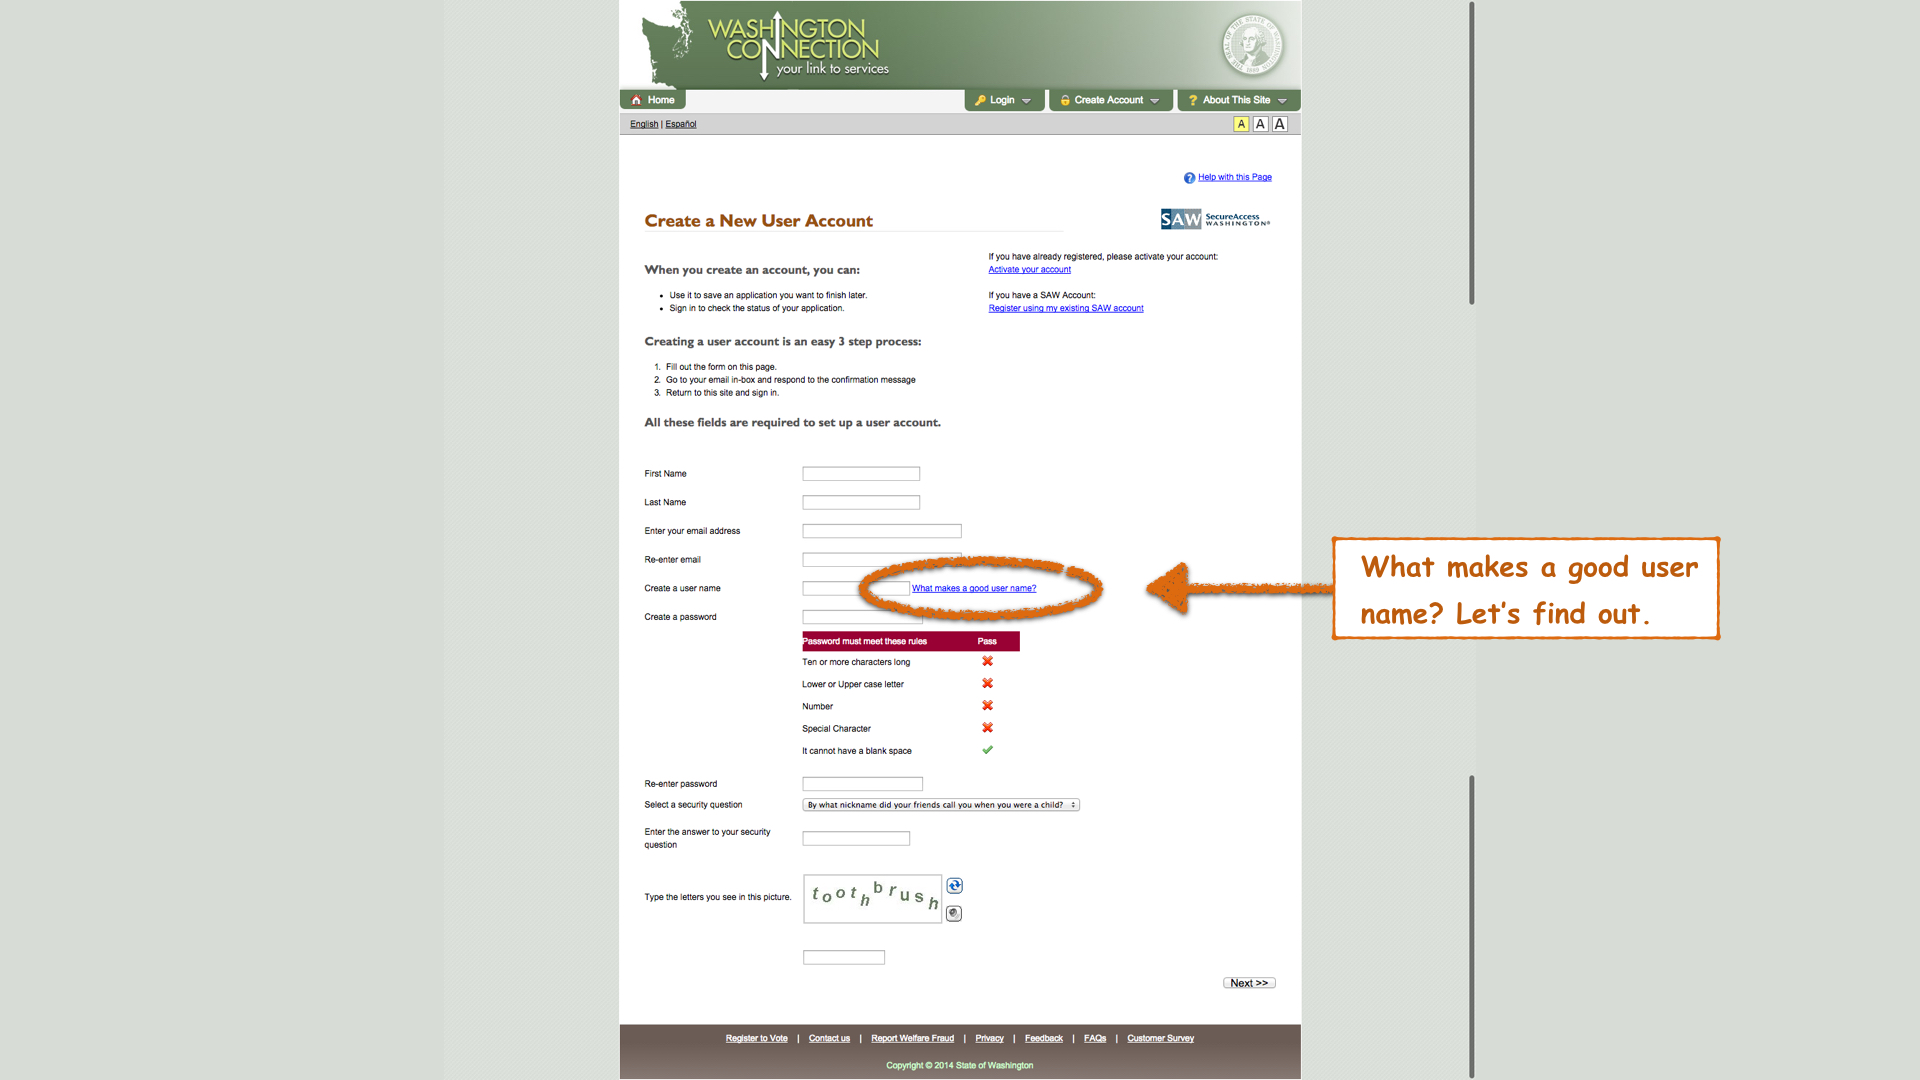 WASHINGTON
CONNECTION
your link to services
Home
Login
Create Account
? About This Site
English | Español
A A A
? Help with this Page
Create a New User Account
SAW SecureAccess
WASHINGTON®
If you have already registered, please activate your account:
Activate your account
When you create an account, you can:
• Use it to save an application you want to finish later.
• Sign in to check the status of your application.
If you have a SAW Account:
Register using my existing SAW account
Creating a user account is an easy 3 step process:
1. Fill out the form on this page.
2. Go to your email in-box and respond to the confirmation message
3. Return to this site and sign in.
All these fields are required to set up a user account.
First Name
Last Name
Enter your email address
Re-enter email
Create a user name
What makes a good user name?
What makes a good user
name? Let's find out.
Create a password
Password must meet these rules Pass
Ten or more characters long
Lower or Upper case letter
Number
Special Character
It cannot have a blank space
Re-enter password
Select a security question
By what nickname did your friends call you when you were a child?
Enter the answer to your security
question
Type the letters you see in this picture.
toothbrush
Next >>
Register to Vote | Contact us | Report Welfare Fraud | Privacy | Feedback | FAQs | Customer Survey
Copyright © 2014 State of Washington